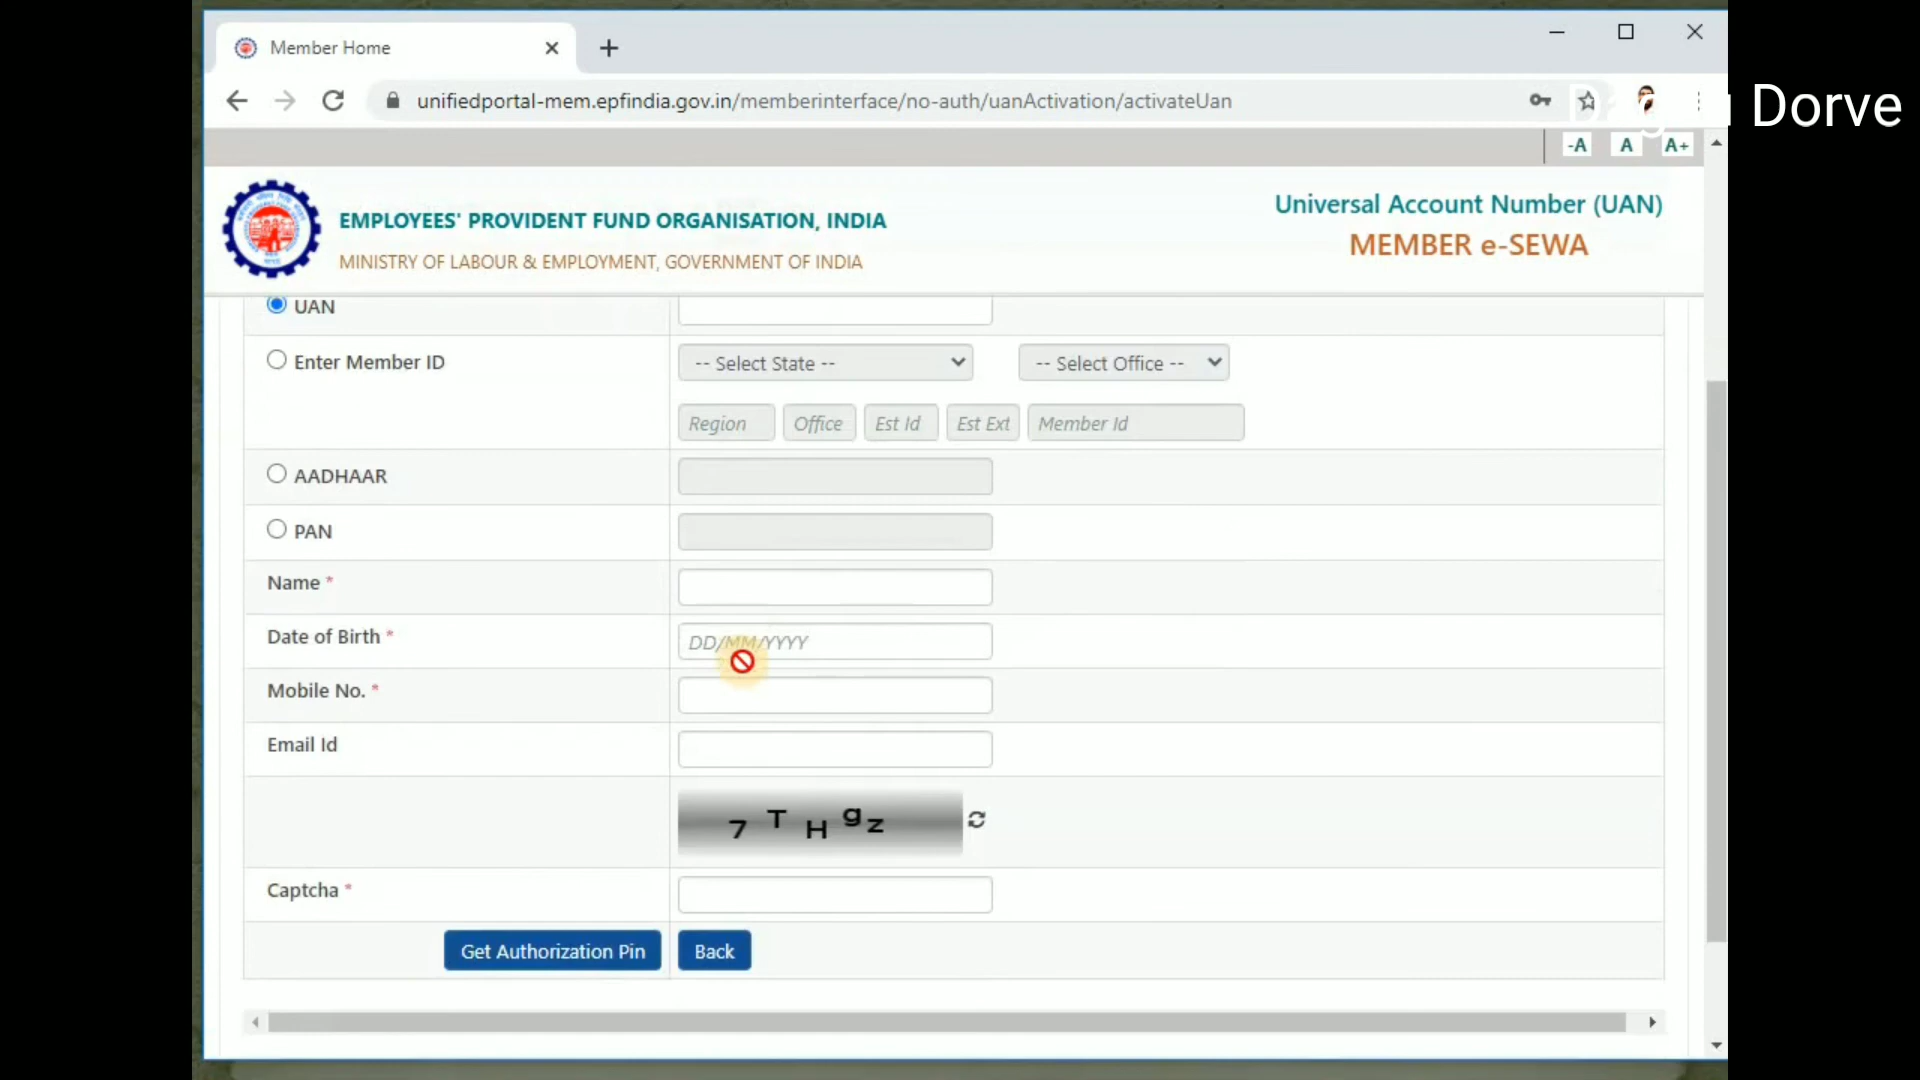 Member Home
unifiedportal-mem.epfindia.gov.in/memberinterface/no-auth/uanActivation/activateUan
Dorve
-A A A+
EMPLOYEES' PROVIDENT FUND ORGANISATION, INDIA
MINISTRY OF LABOUR & EMPLOYMENT, GOVERNMENT OF INDIA
Universal Account Number (UAN)
MEMBER e-SEWA
UAN
Enter Member ID
-- Select State --
-- Select Office --
Region
Office
Est Id
Est Ext
Member Id
AADHAAR
PAN
Name *
Date of Birth *
DD/MM/YYYY
Mobile No. *
Email Id
7 T H g z
Captcha *
Get Authorization Pin
Back